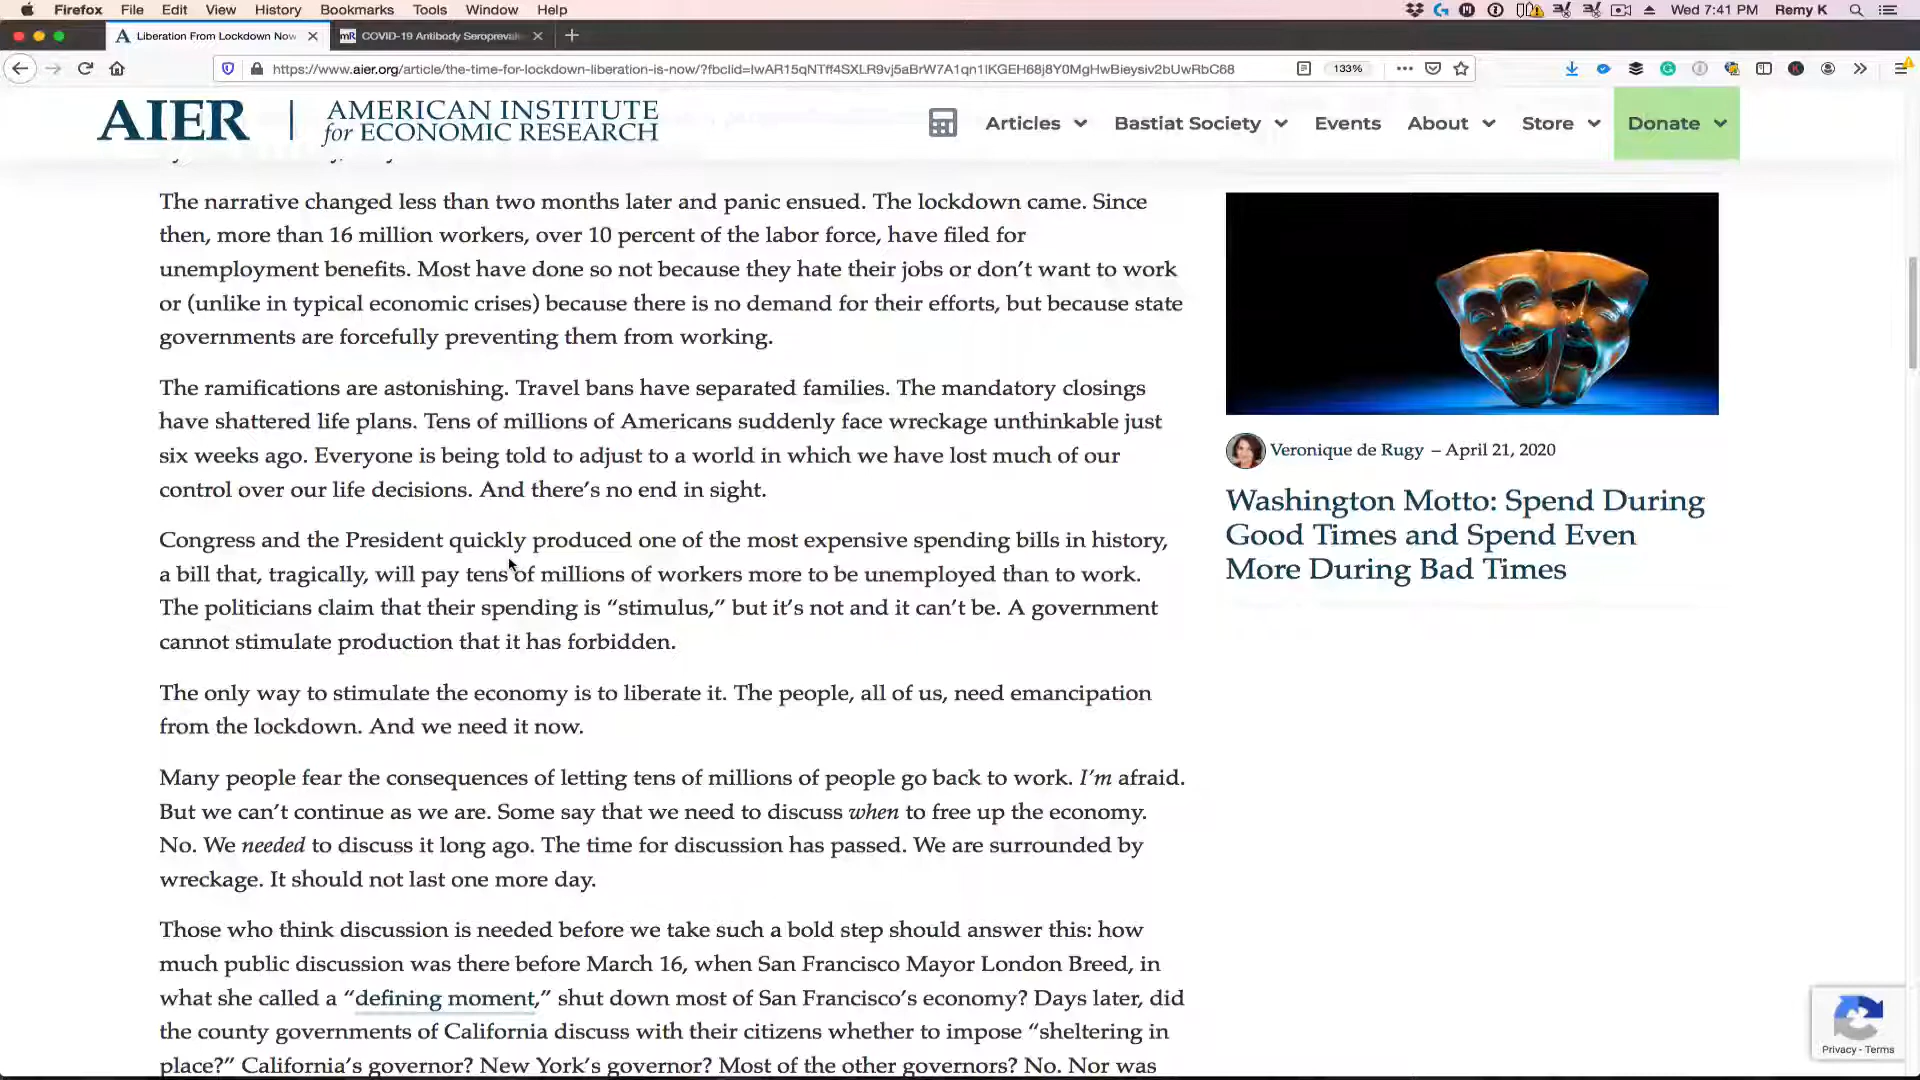 Firefox File Edit View History Bookmarks Tools Window Help Wed 7:41 PM Remy K
Liberation From Lockdown Now COVID-19 Antibody Seropreval
https://www.aier.org/article/the-time-for-lockdown-liberation-is-now/?fbclid=IwAR15qNTff4SXLR9vj5aBrW7A1qn1IKGEH68j8Y0MgHwBieysiv2bUwRbC68 133%
AIER AMERICAN INSTITUTE
for ECONOMIC RESEARCH
Articles Bastiat Society Events About Store Donate
The narrative changed less than two months later and panic ensued. The lockdown came. Since
then, more than 16 million workers, over 10 percent of the labor force, have filed for
unemployment benefits. Most have done so not because they hate their jobs or don’t want to work
or (unlike in typical economic crises) because there is no demand for their efforts, but because state
governments are forcefully preventing them from working.
The ramifications are astonishing. Travel bans have separated families. The mandatory closings
have shattered life plans. Tens of millions of Americans suddenly face wreckage unthinkable just
six weeks ago. Everyone is being told to adjust to a world in which we have lost much of our
control over our life decisions. And there’s no end in sight.
Congress and the President quickly produced one of the most expensive spending bills in history,
a bill that, tragically, will pay tens of millions of workers more to be unemployed than to work.
The politicians claim that their spending is “stimulus,” but it’s not and it can’t be. A government
cannot stimulate production that it has forbidden.
The only way to stimulate the economy is to liberate it. The people, all of us, need emancipation
from the lockdown. And we need it now.
Many people fear the consequences of letting tens of millions of people go back to work. I’m afraid.
But we can’t continue as we are. Some say that we need to discuss when to free up the economy.
No. We needed to discuss it long ago. The time for discussion has passed. We are surrounded by
wreckage. It should not last one more day.
Those who think discussion is needed before we take such a bold step should answer this: how
much public discussion was there before March 16, when San Francisco Mayor London Breed, in
what she called a “defining moment,” shut down most of San Francisco’s economy? Days later, did
the county governments of California discuss with their citizens whether to impose “sheltering in
place?” California’s governor? New York’s governor? Most of the other governors? No. Nor was
Veronique de Rugy – April 21, 2020
Washington Motto: Spend During
Good Times and Spend Even
More During Bad Times
Privacy - Terms